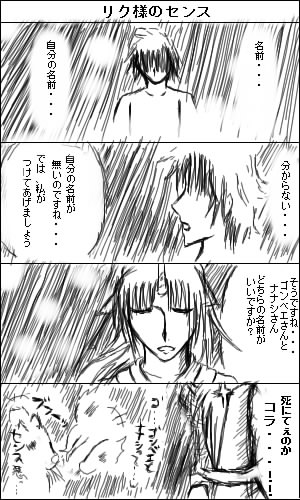 リク様のセンス
名前・・・
自分の名前・・・
分からない・・・
自分の名前が
無いのですね・・・・
では 私が
つけてあげましょう
そうですね・・・
ゴンベエさんと
ナナシさん
どちらの名前が
いいですか？
死にてぇのか
コラ・・・！！
ゴ…ゴンベエて
ナナシて…
センス…